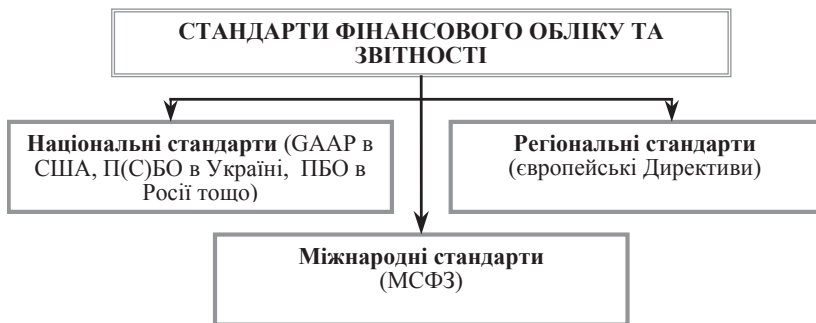 СТАНДАРТИ ФІНАНСОВОГО ОБЛІКУ ТА
ЗВІТНОСТІ
Національні стандарти (GAAP в
США, П(С)БО в Україні, ПБО в
Росії тощо)
Регіональні стандарти
(європейські Директиви)
Міжнародні стандарти
(МСФЗ)